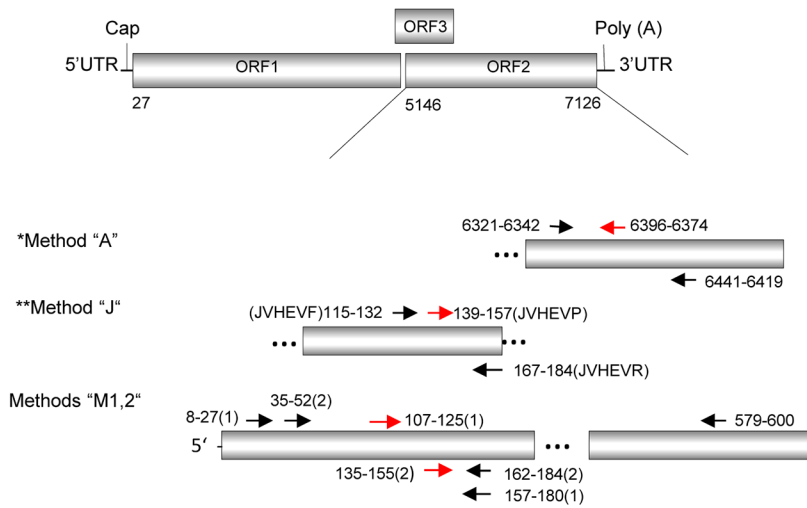 ORF3
Cap
Poly (A)
5’UTR
ORF1
ORF2
3’UTR
27
5146
7126
*Method “A”
6321-6342
6396-6374
•••
6441-6419
**Method “J“
(JVHEVF)115-132
139-157(JVHEVP)
•••
•••
167-184(JVHEVR)
Methods “M1,2“
8-27(1)
35-52(2)
107-125(1)
579-600
5‘
•••
135-155(2)
162-184(2)
157-180(1)